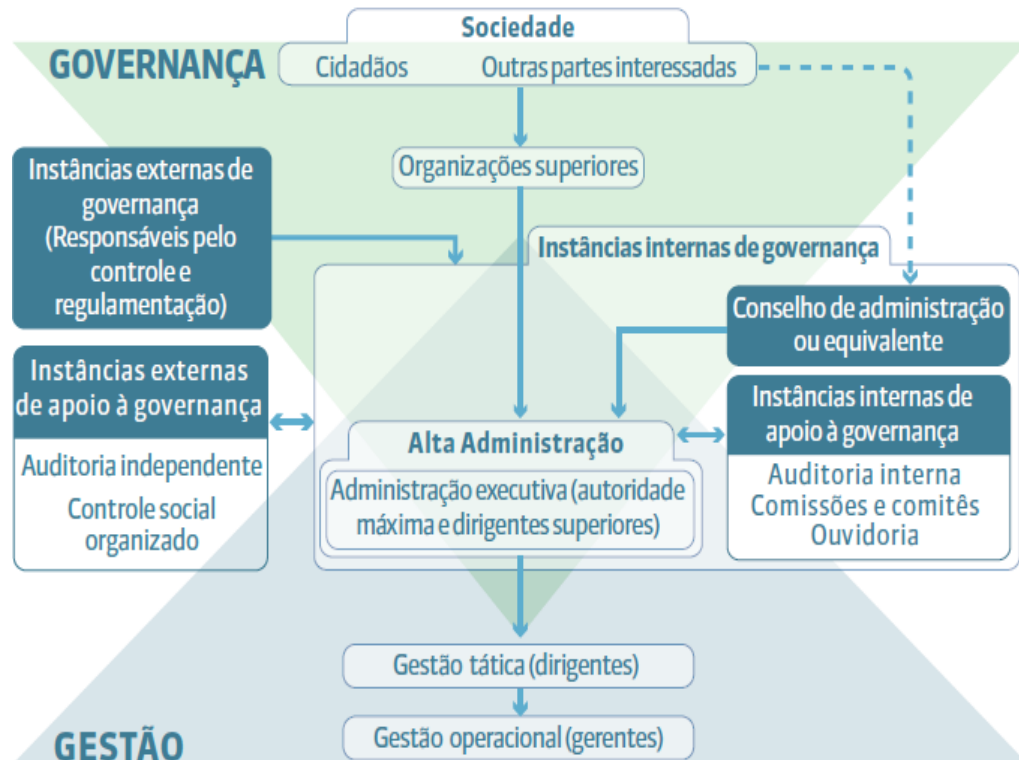 Sociedade
GOVERNANÇA
Cidadãos
Outras partes interessadas
Organizações superiores
Instâncias externas de
governança
(Responsáveis pelo
controle e
regulamentação)
Instâncias internas de governança
Conselho de administração
ou equivalente
Instâncias externas
de apoio à governança
Auditoria independente
Controle social
organizado
Alta Administração
Administração executiva (autoridade
máxima e dirigentes superiores)
Instâncias internas de
apoio à governança
Auditoria interna
Comissões e comitês
Ouvidoria
Gestão tática (dirigentes)
Gestão operacional (gerentes)
GESTÃO